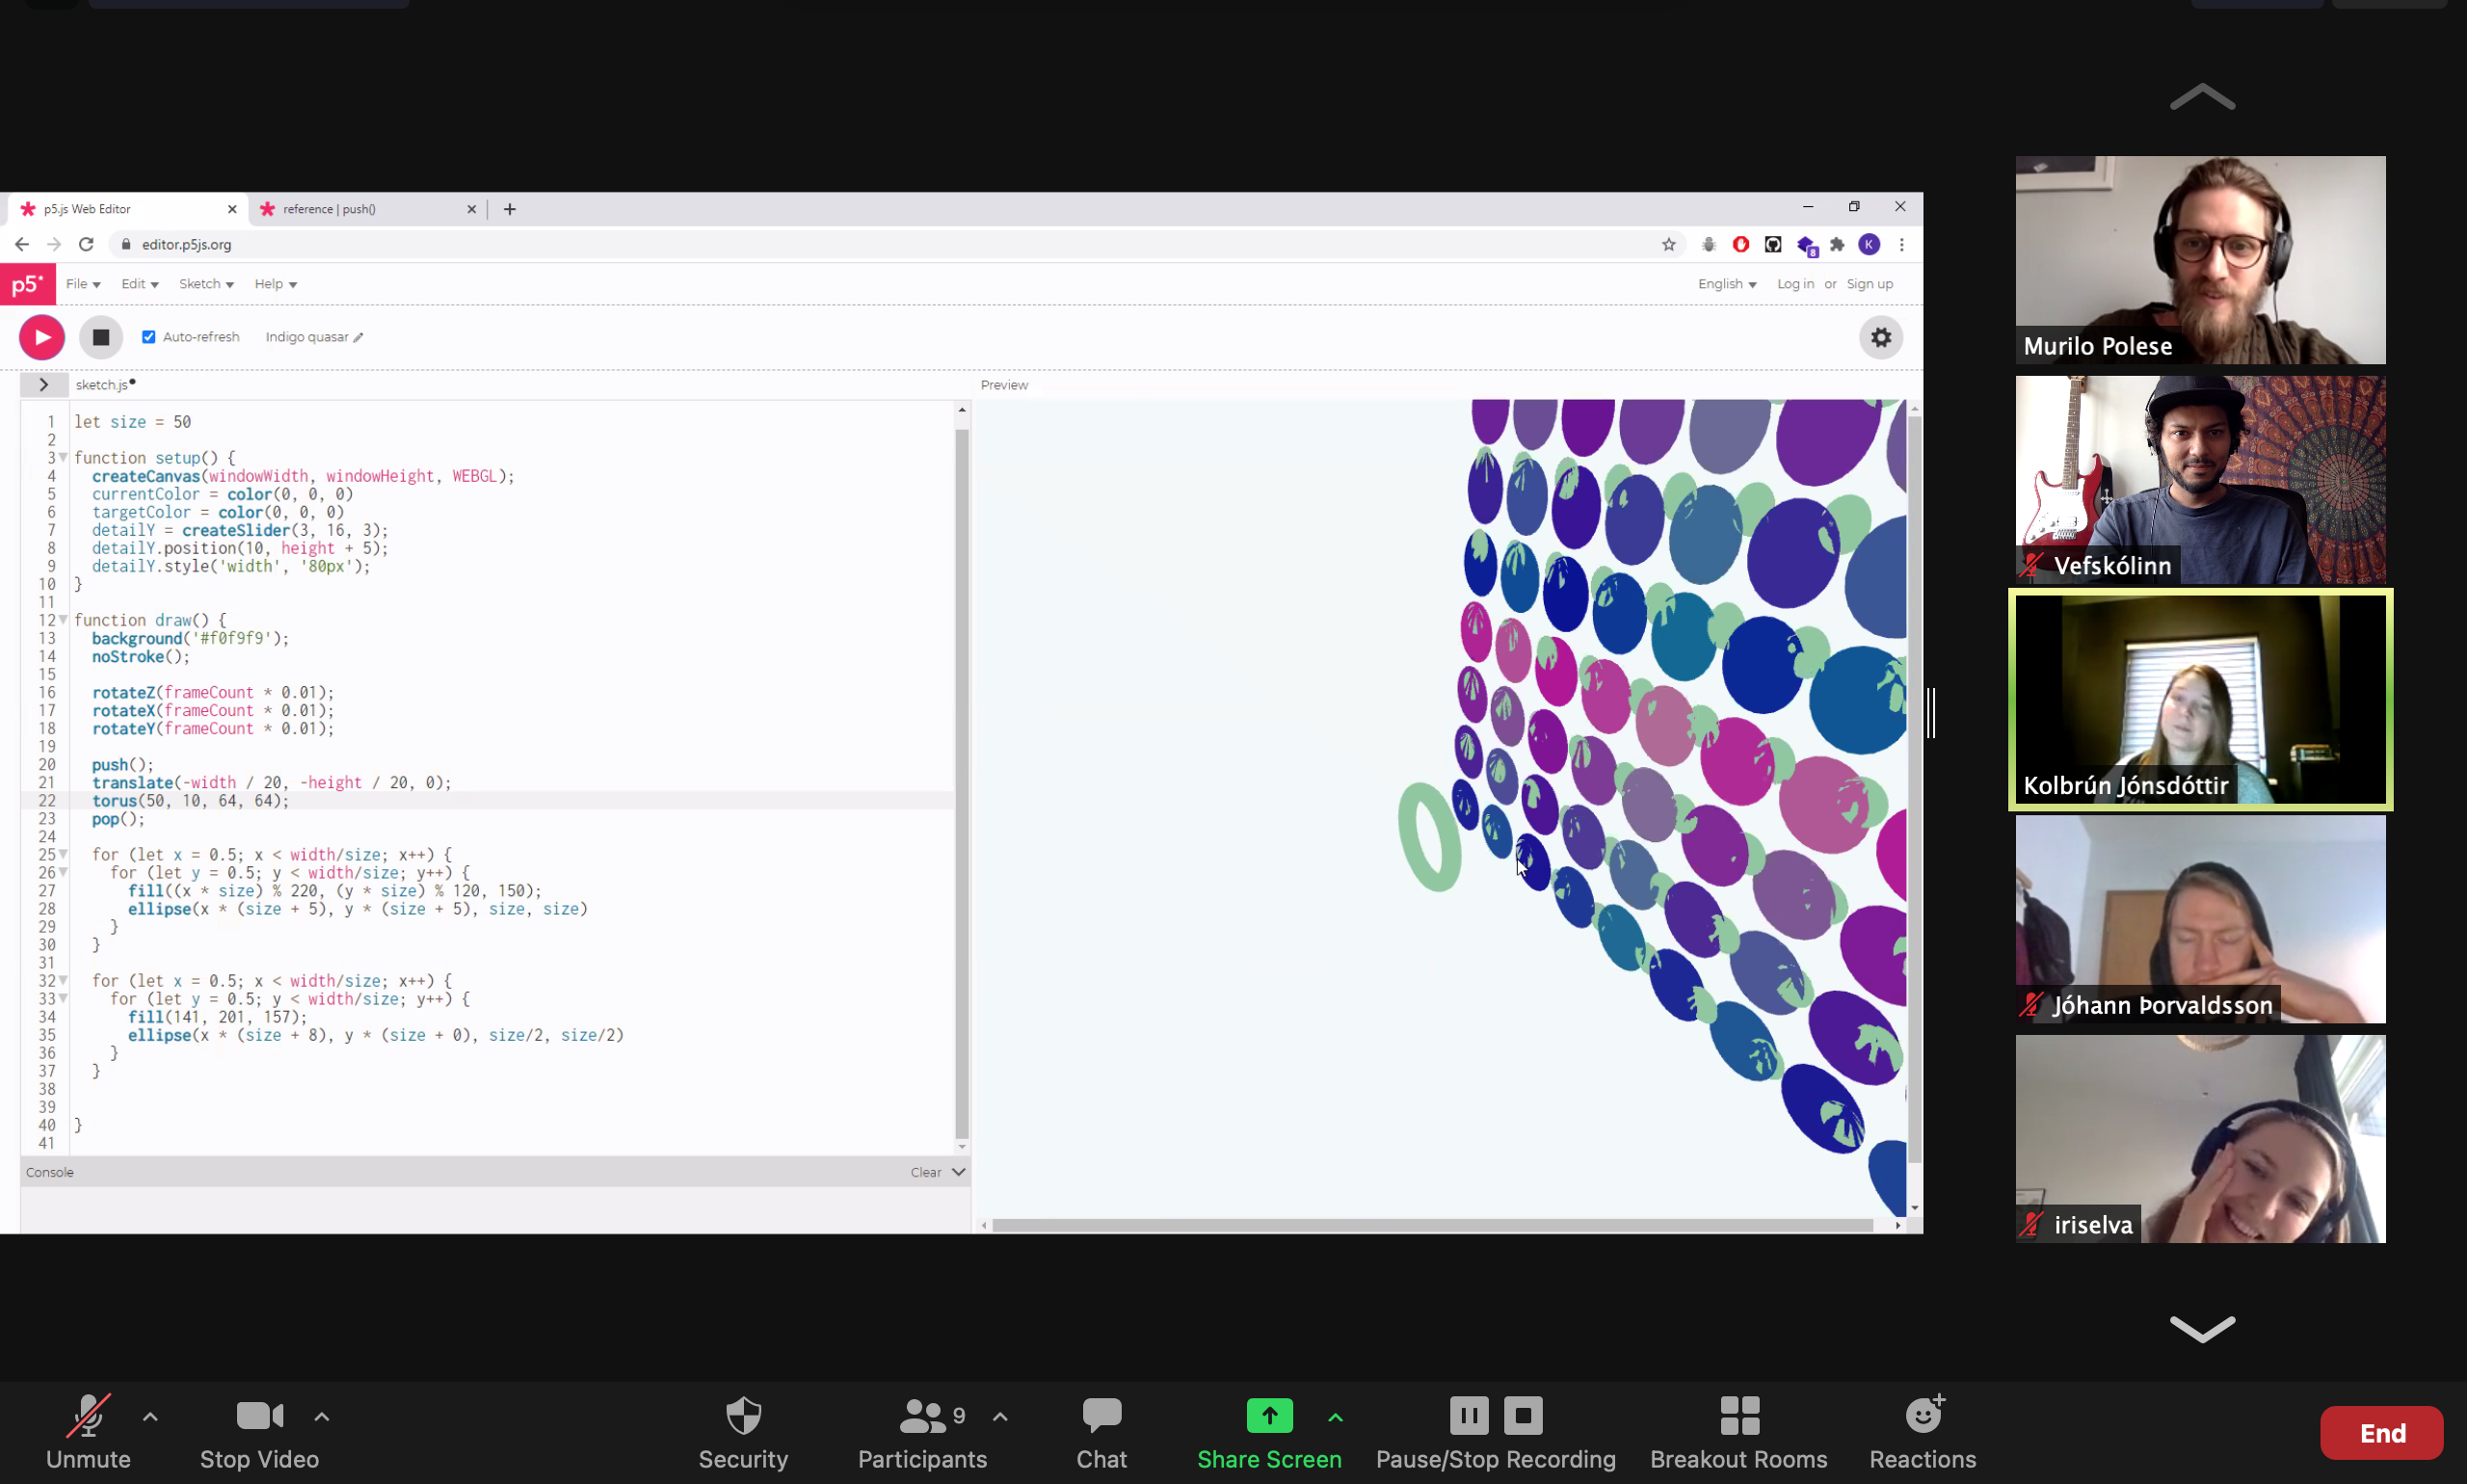 p5.js Web Editor
reference | push()
editor.p5js.org
K
8
p5*
File
Edit
Sketch
Help
English
Log in or Sign up
Auto-refresh
Indigo quasar
sketch.js
Preview
1 let size = 50
2
3 function setup() {
4 createCanvas(windowWidth, windowHeight, WEBGL);
5 currentColor = color(0, 0, 0)
6 targetColor = color(0, 0, 0)
7 detailY = createSlider(3, 16, 3);
8 detailY.position(10, height + 5);
9 detailY.style('width', '80px');
10 }
11
12 function draw() {
13 background('#f0f9f9');
14 noStroke();
15
16 rotateZ(frameCount * 0.01);
17 rotateX(frameCount * 0.01);
18 rotateY(frameCount * 0.01);
19
20 push();
21 translate(-width / 20, -height / 20, 0);
22 torus(50, 10, 64, 64);
23 pop();
24
25 for (let x = 0.5; x < width/size; x++) {
26 for (let y = 0.5; y < width/size; y++) {
27 fill((x * size) % 220, (y * size) % 120, 150);
28 ellipse(x * (size + 5), y * (size + 5), size, size)
29 }
30 }
31
32 for (let x = 0.5; x < width/size; x++) {
33 for (let y = 0.5; y < width/size; y++) {
34 fill(141, 201, 157);
35 ellipse(x * (size + 8), y * (size + 0), size/2, size/2)
36 }
37 }
38
39
40 }
41
Console
Clear
Murilo Polese
Vefskólinn
Kolbrún Jónsdóttir
Jóhann Þorvaldsson
iriselva
Unmute
Stop Video
Security
9
Participants
Chat
Share Screen
Pause/Stop Recording
Breakout Rooms
Reactions
End